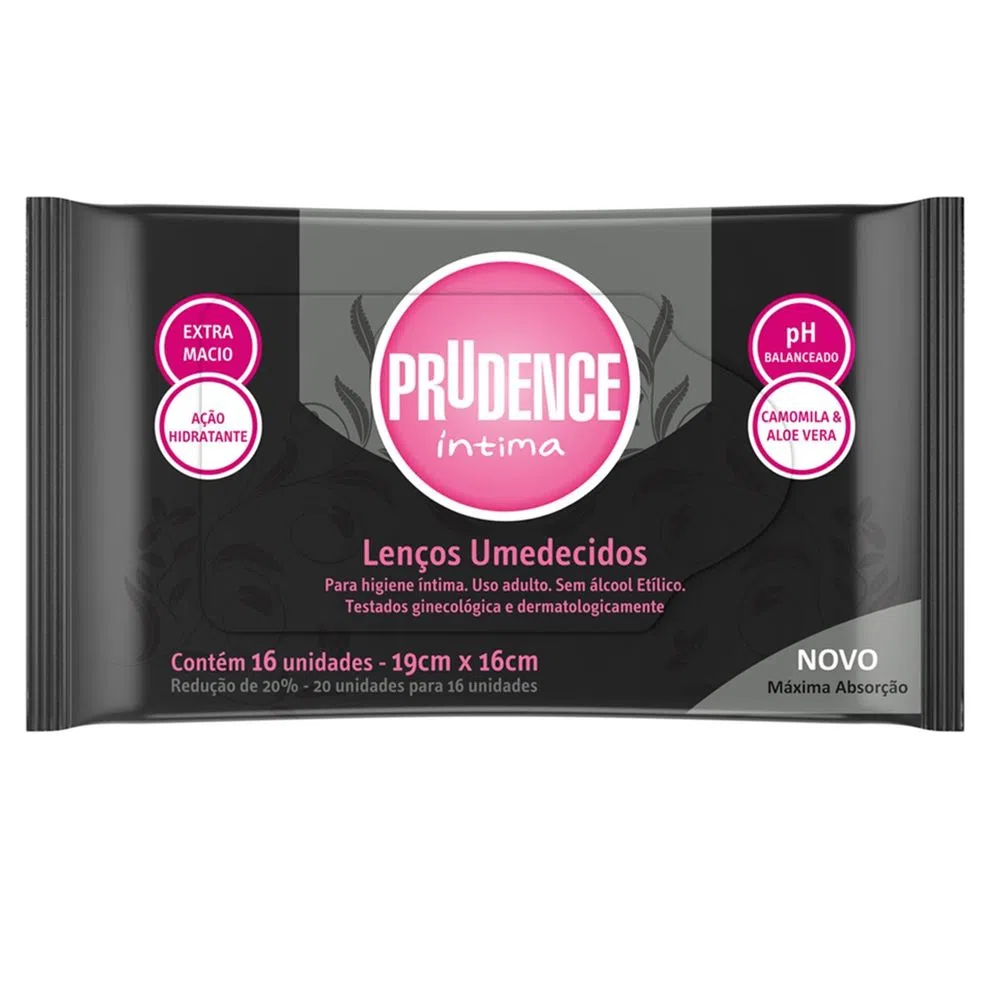 EXTRA
MACIO
AÇÃO
HIDRATANTE
PRUDENCE
íntima
pH
BALANCEADO
CAMOMILA &
ALOE VERA
Lenços Umedecidos
Para higiene íntima. Uso adulto. Sem álcool Etílico.
Testados ginecológica e dermatologicamente
Contém 16 unidades - 19cm x 16cm
Redução de 20% - 20 unidades para 16 unidades
NOVO
Máxima Absorção